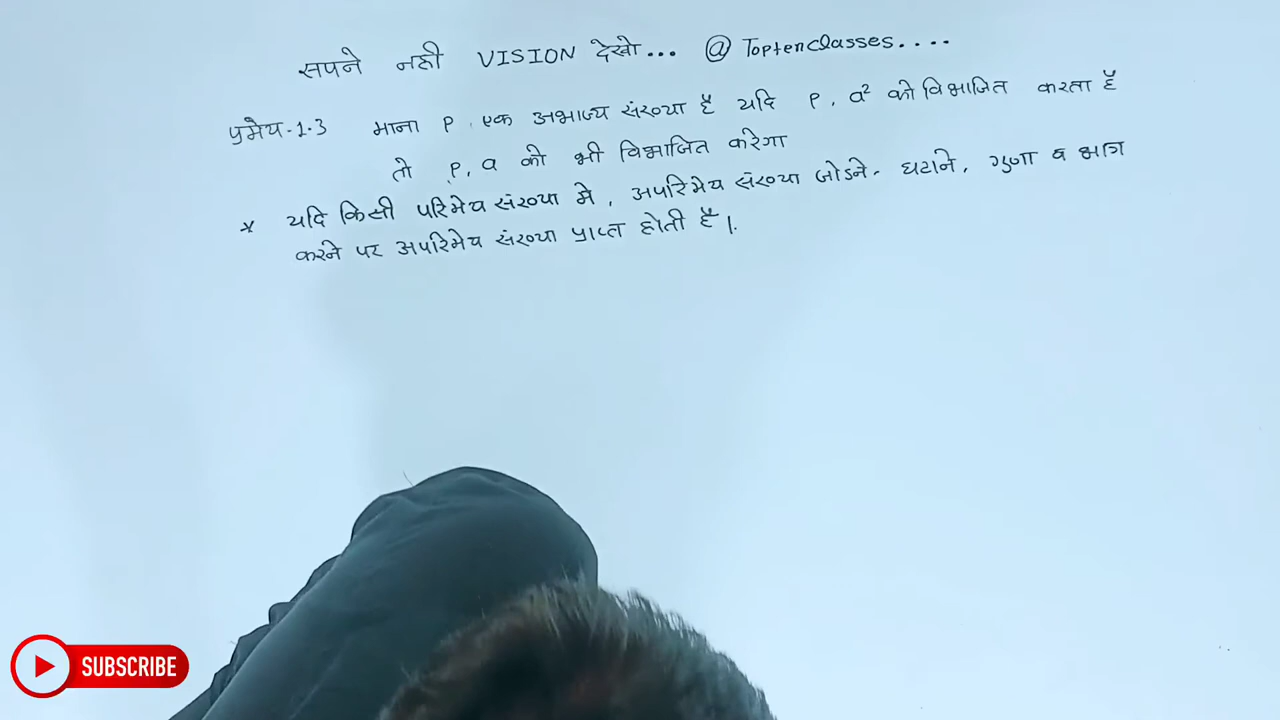 सपने नही VISION देखो... @ Toptenclasses....
प्रमेय-1.3 माना P, एक अभाज्य संख्या है यदि P, a² को विभाजित करता है
तो P, a को भी विभाजित करेगा
* यदि किसी परिमेय संख्या मे, अपरिमेय संख्या जोडने, घटाने, गुणा व भाग
करने पर अपरिमेय संख्या प्राप्त होती है।.
SUBSCRIBE